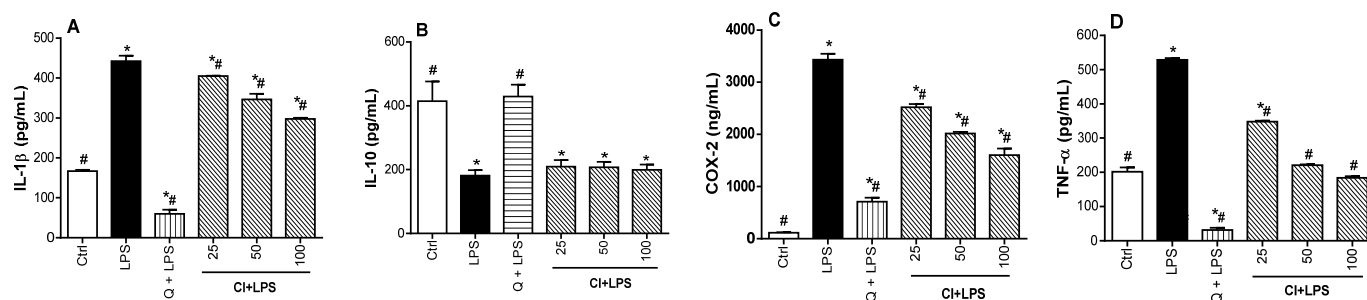 A
IL-1β (pg/mL)
500
400
300
200
100
0
#
*
*#
*#
*#
*#
Ctrl
LPS
Q + LPS
25
50
100
CI+LPS
B
IL-10 (pg/mL)
600
400
200
0
#
*
#
*
*
*
Ctrl
LPS
Q + LPS
25
50
100
CI+LPS
C
COX-2 (ng/mL)
4000
3000
2000
1000
0
#
*
*#
*#
*#
*#
Ctrl
LPS
Q + LPS
25
50
100
CI+LPS
D
TNF-α (pg/mL)
600
500
400
300
200
100
0
#
*
*#
*#
#
#
Ctrl
LPS
Q + LPS
25
50
100
CI+LPS